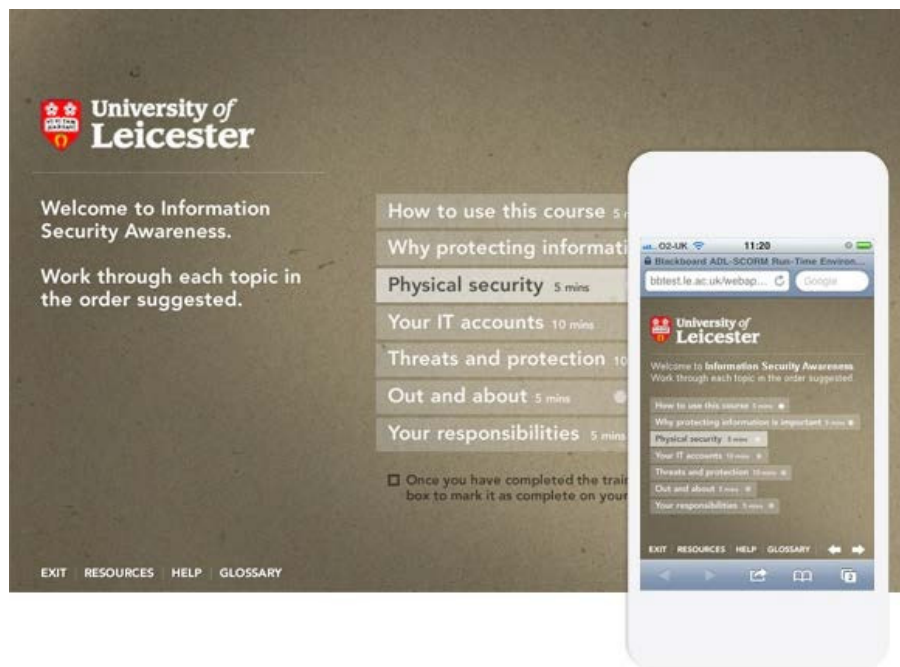 University of
Leicester
Welcome to Information
Security Awareness.
Work through each topic in
the order suggested.
How to use this course 5
Why protecting informati
Physical security 5 mins
Your IT accounts 10 mins
Threats and protection 10
Out and about 5 mins
Your responsibilities 5 mins
Once you have completed the trai
box to mark it as complete on your
EXIT RESOURCES HELP GLOSSARY
O2-UK 11:20
Blackboard ADL-SCORM Run-Time Environ...
bbtest.le.ac.uk/webap... Google
University of
Leicester
Welcome to Information Security Awareness
Work through each topic in the order suggested.
How to use this course 5 mins
Why protecting information is important 5 mins
Physical security 5 mins
Your IT accounts 10 mins
Threats and protection 10 mins
Out and about 5 mins
Your responsibilities 5 mins
EXIT RESOURCES HELP GLOSSARY